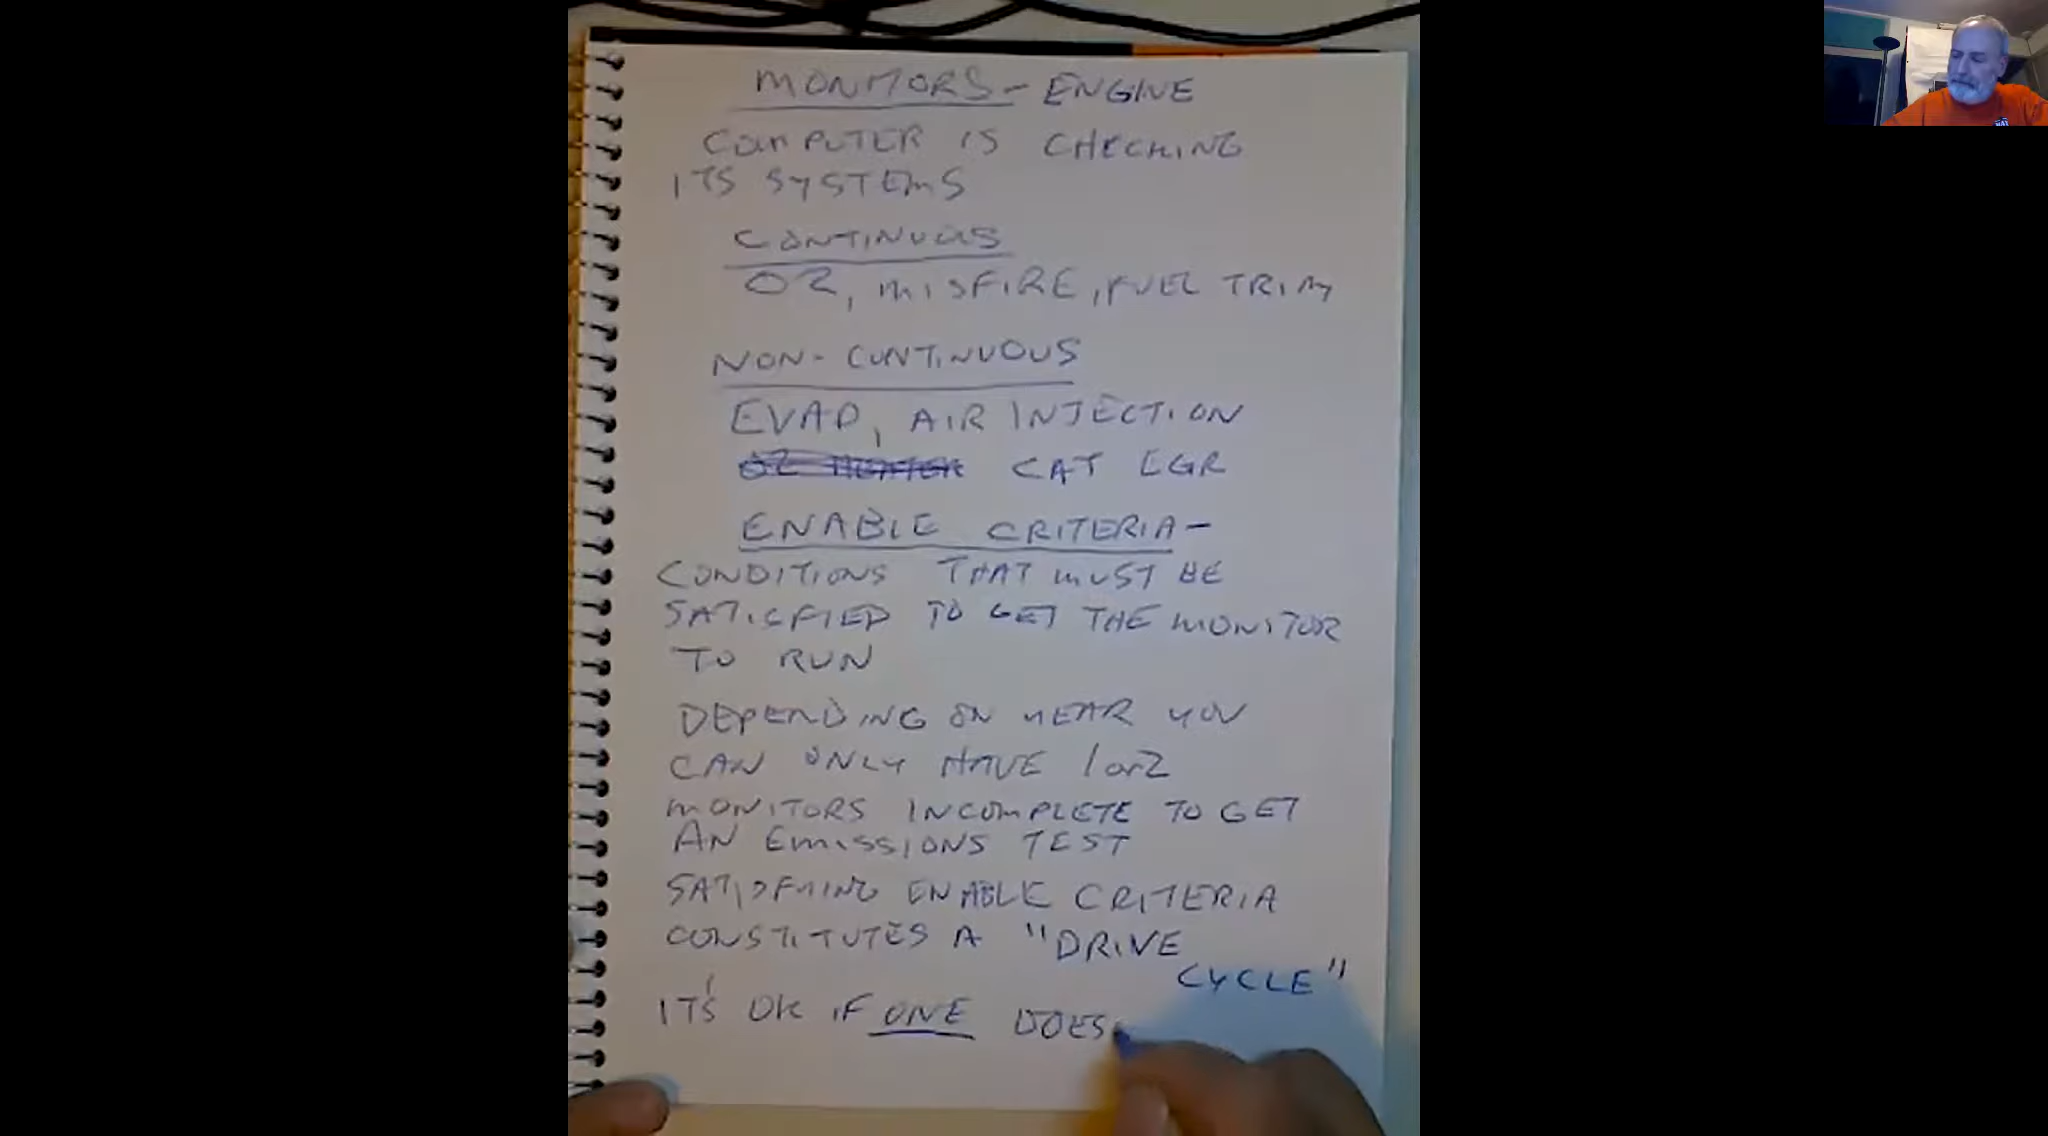 MONITORS - ENGINE
COMPUTER IS CHECKING
ITS SYSTEMS
CONTINUOUS
O2, MISFIRE, FUEL TRIM
NON-CONTINUOUS
EVAP, AIR INJECTION
CAT EGR
ENABLE CRITERIA-
CONDITIONS THAT MUST BE
SATISFIED TO GET THE MONITOR
TO RUN
DEPENDING ON YEAR YOU
CAN ONLY HAVE 1 or 2
MONITORS INCOMPLETE TO GET
AN EMISSIONS TEST
SATISFYING ENABLE CRITERIA
CONSTITUTES A "DRIVE
CYCLE"
IT'S OK IF ONE DOES